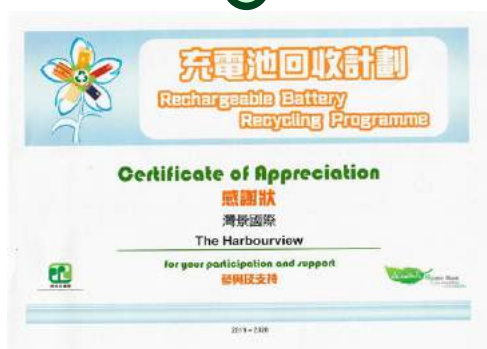 充電池回收計劃
Rechargeable Battery
Recycling Programme
Certificate of Appreciation
感謝狀
灣景國際
The Harbourview
for your participation and support
參與及支持
2019 - 2020